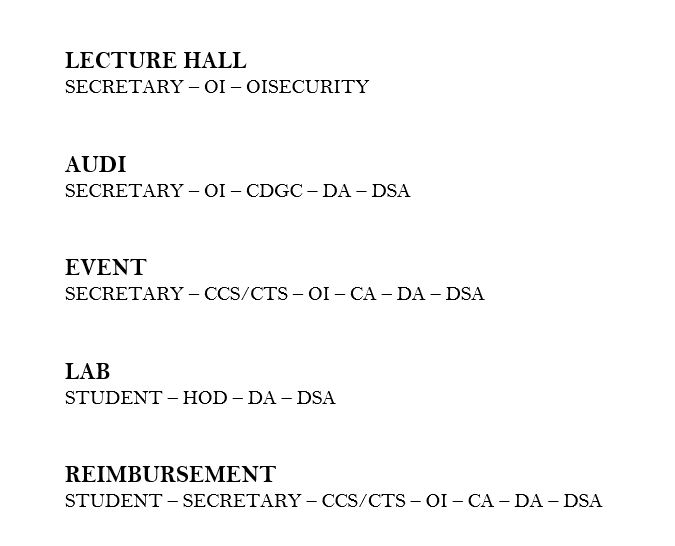 LECTURE HALL
SECRETARY – OI – OISECURITY
AUDI
SECRETARY – OI – CDGC – DA – DSA
EVENT
SECRETARY – CCS/CTS – OI – CA – DA – DSA
LAB
STUDENT – HOD – DA – DSA
REIMBURSEMENT
STUDENT – SECRETARY – CCS/CTS – OI – CA – DA – DSA